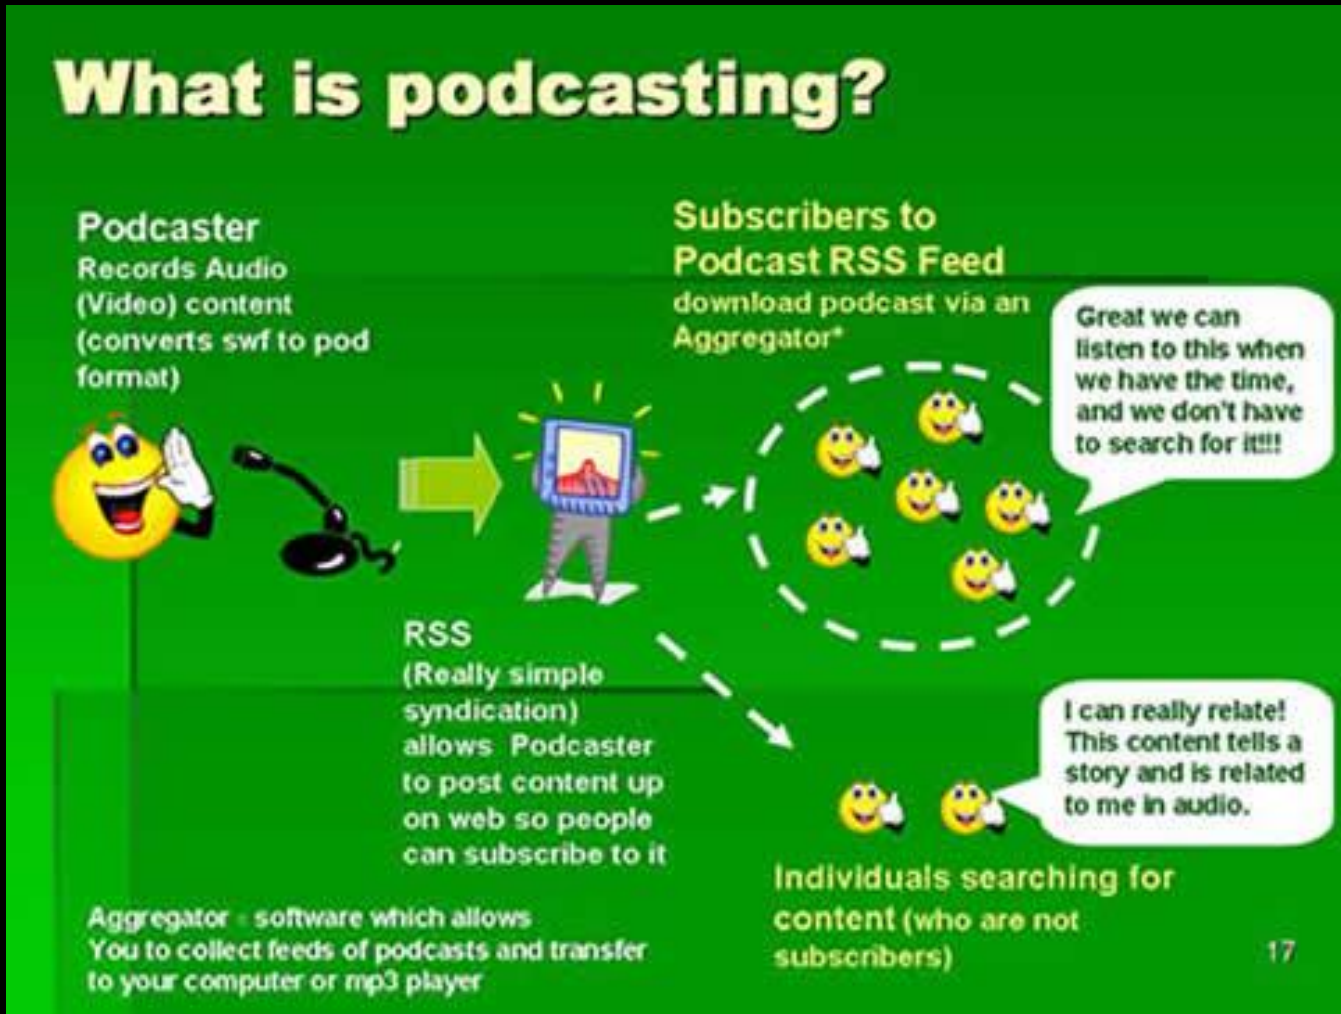 What is podcasting?
Podcaster
Records Audio
(Video) content
(converts swf to pod
format)
Subscribers to
Podcast RSS Feed
download podcast via an
Aggregator*
Great we can
listen to this when
we have the time,
and we don't have
to search for it!!!
RSS
(Really simple
syndication)
allows Podcaster
to post content up
on web so people
can subscribe to it
I can really relate!
This content tells a
story and is related
to me in audio.
Individuals searching for
content (who are not
subscribers)
Aggregator - software which allows
You to collect feeds of podcasts and transfer
to your computer or mp3 player
17